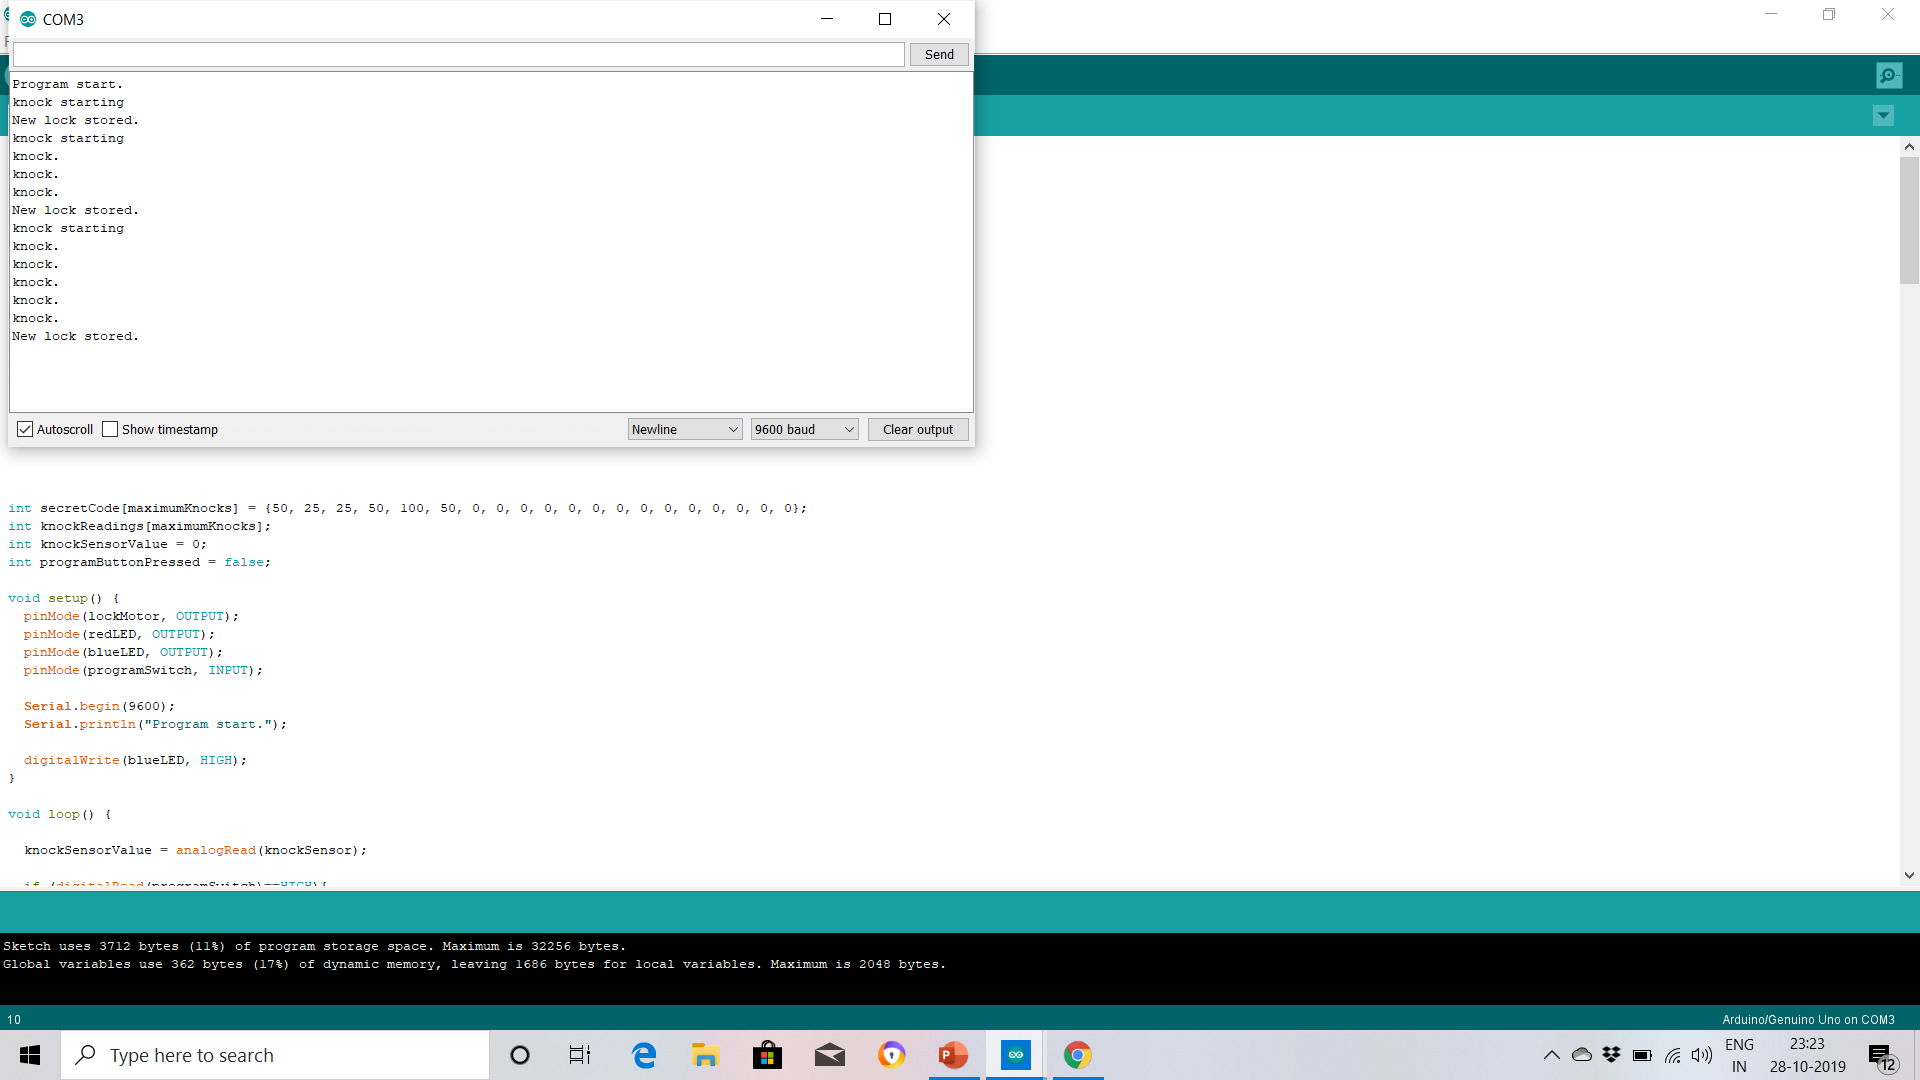 COM3
Send
Program start.
knock starting
New lock stored.
knock starting
knock.
knock.
knock.
New lock stored.
knock starting
knock.
knock.
knock.
knock.
knock.
New lock stored.
Autoscroll Show timestamp Newline 9600 baud Clear output
int secretCode[maximumKnocks] = {50, 25, 25, 50, 100, 50, 0, 0, 0, 0, 0, 0, 0, 0, 0, 0, 0, 0, 0, 0};
int knockReadings[maximumKnocks];
int knockSensorValue = 0;
int programButtonPressed = false;
void setup() {
pinMode(lockMotor, OUTPUT);
pinMode(redLED, OUTPUT);
pinMode(blueLED, OUTPUT);
pinMode(programSwitch, INPUT);
Serial.begin(9600);
Serial.println("Program start.");
digitalWrite(blueLED, HIGH);
}
void loop() {
knockSensorValue = analogRead(knockSensor);
if (digitalRead(programSwitch)==HIGH){
Sketch uses 3712 bytes (11%) of program storage space. Maximum is 32256 bytes.
Global variables use 362 bytes (17%) of dynamic memory, leaving 1686 bytes for local variables. Maximum is 2048 bytes.
10 Arduino/Genuino Uno on COM3
Type here to search
ENG
IN
23:23
28-10-2019
12